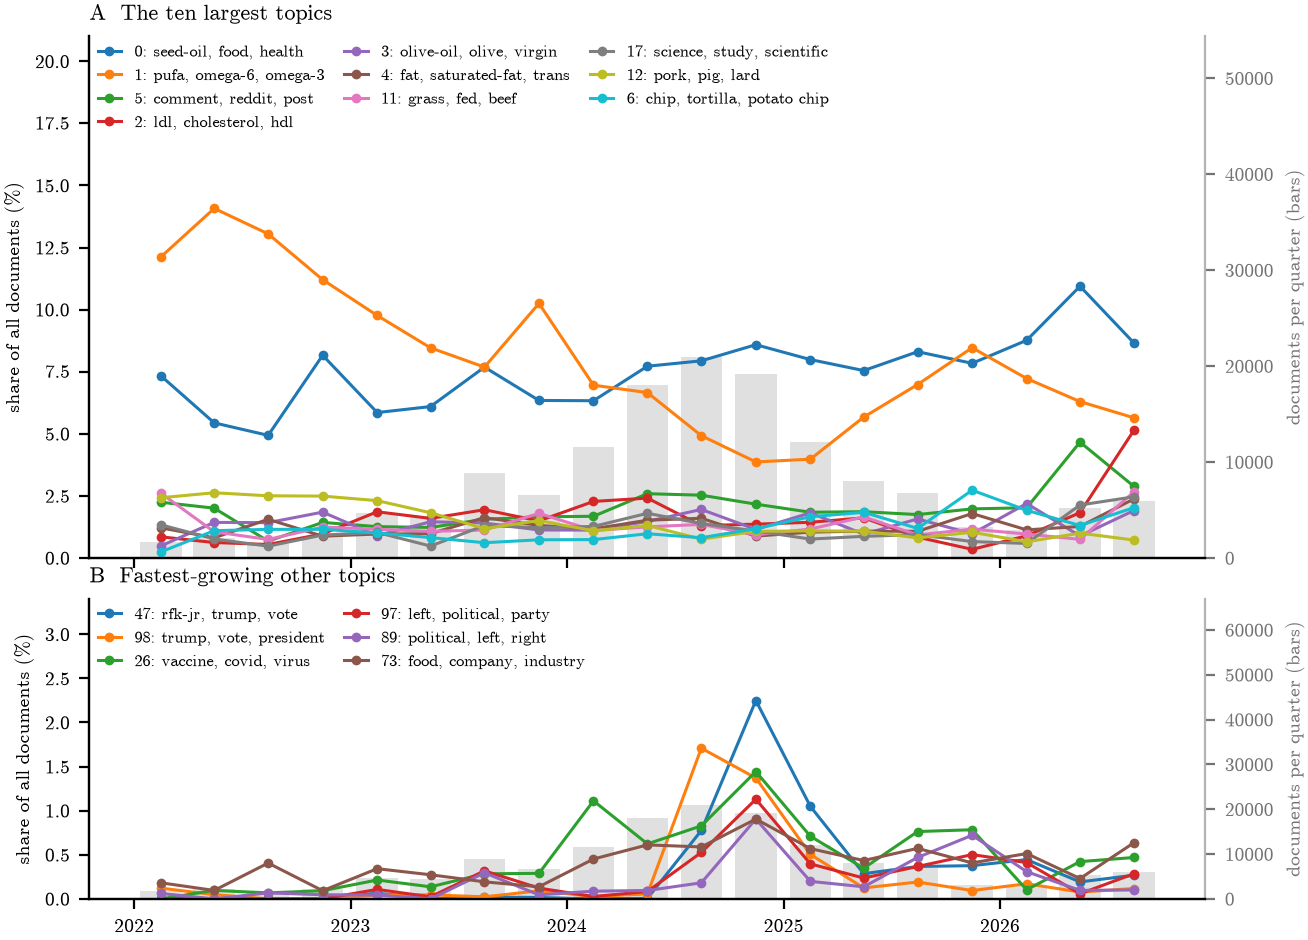 A  The ten largest topics
0: seed-oil, food, health
1: pufa, omega-6, omega-3
5: comment, reddit, post
2: ldl, cholesterol, hdl
3: olive-oil, olive, virgin
4: fat, saturated-fat, trans
11: grass, fed, beef
17: science, study, scientific
12: pork, pig, lard
6: chip, tortilla, potato chip
share of all documents (%)
20.0
17.5
15.0
12.5
10.0
7.5
5.0
2.5
0.0
documents per quarter (bars)
50000
40000
30000
20000
10000
0
B  Fastest-growing other topics
47: rfk-jr, trump, vote
98: trump, vote, president
26: vaccine, covid, virus
97: left, political, party
89: political, left, right
73: food, company, industry
share of all documents (%)
3.0
2.5
2.0
1.5
1.0
0.5
0.0
documents per quarter (bars)
60000
50000
40000
30000
20000
10000
0
2022
2023
2024
2025
2026